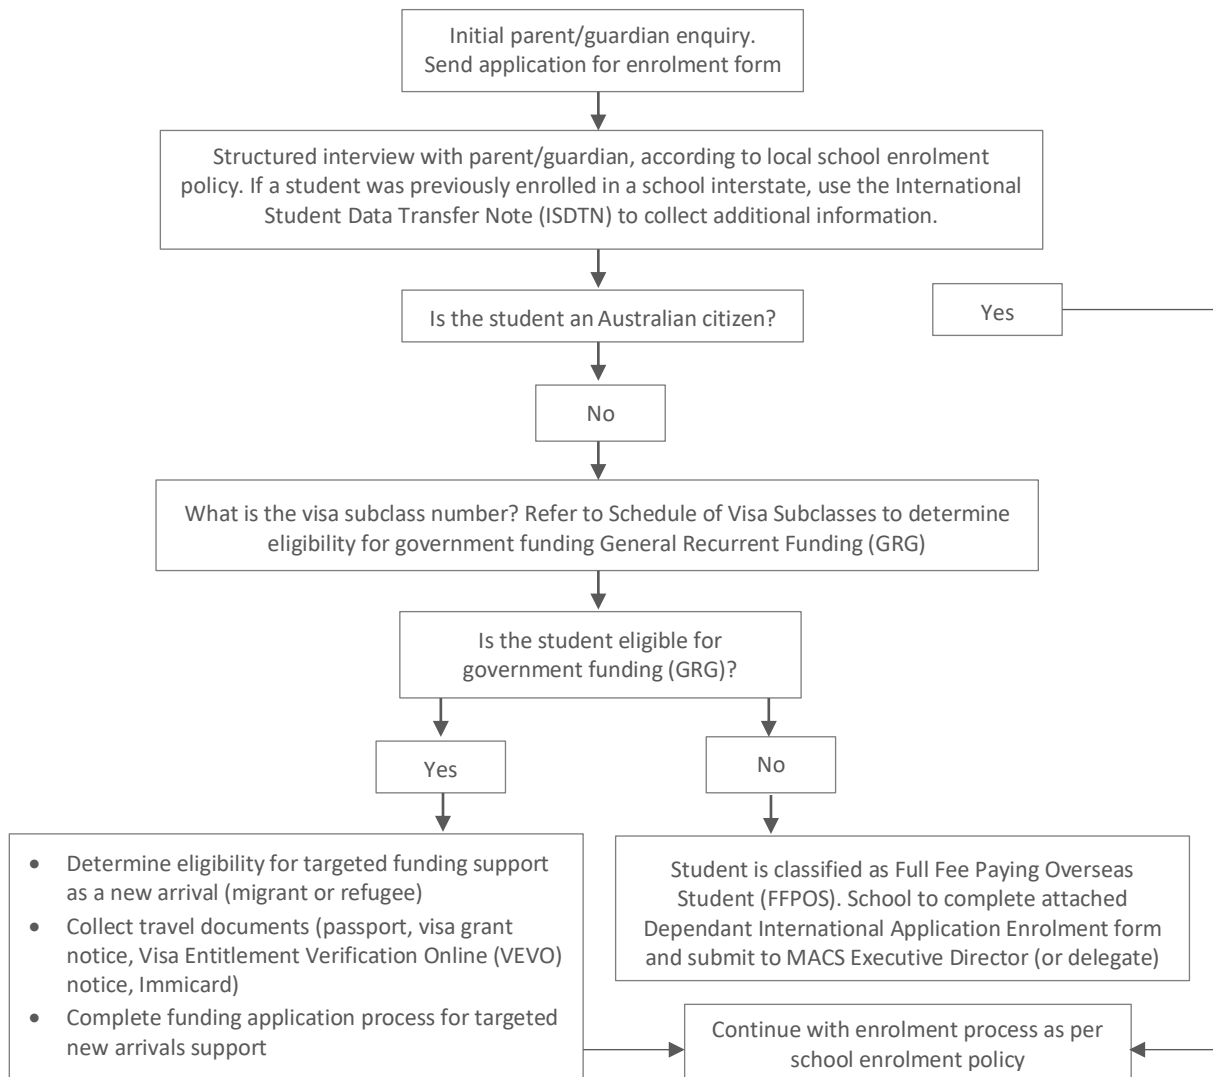 Initial parent/guardian enquiry.
Send application for enrolment form
Structured interview with parent/guardian, according to local school enrolment
policy. If a student was previously enrolled in a school interstate, use the International
Student Data Transfer Note (ISDTN) to collect additional information.
Is the student an Australian citizen?
Yes
No
What is the visa subclass number? Refer to Schedule of Visa Subclasses to determine
eligibility for government funding General Recurrent Funding (GRG)
Is the student eligible for
government funding (GRG)?
Yes
No
• Determine eligibility for targeted funding support
as a new arrival (migrant or refugee)
• Collect travel documents (passport, visa grant
notice, Visa Entitlement Verification Online (VEVO)
notice, Immicard)
• Complete funding application process for targeted
new arrivals support
Student is classified as Full Fee Paying Overseas
Student (FFPOS). School to complete attached
Dependant International Application Enrolment form
and submit to MACS Executive Director (or delegate)
Continue with enrolment process as per
school enrolment policy